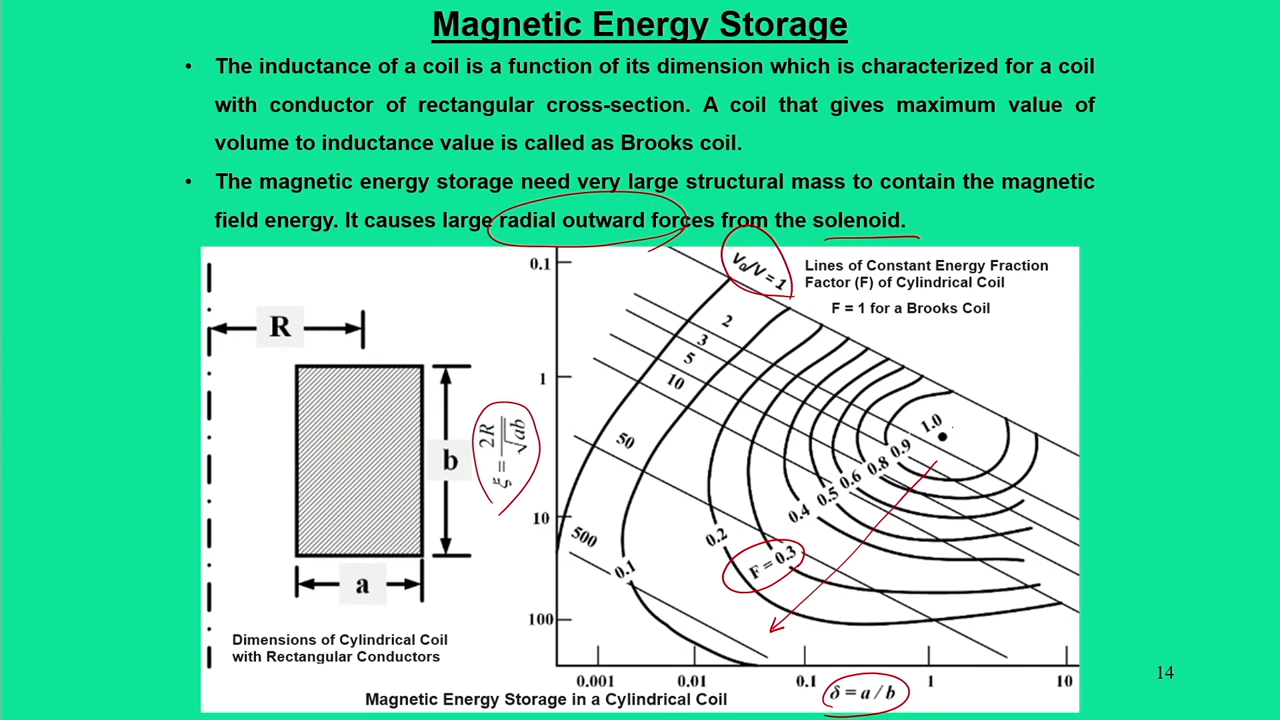 Magnetic Energy Storage
• The inductance of a coil is a function of its dimension which is characterized for a coil
with conductor of rectangular cross-section. A coil that gives maximum value of
volume to inductance value is called as Brooks coil.
• The magnetic energy storage need very large structural mass to contain the magnetic
field energy. It causes large radial outward forces from the solenoid.
R
b
a
Dimensions of Cylindrical Coil
with Rectangular Conductors
ξ = 2R / √ab
0.1
1
10
100
V₀/V = 1
2
3
5
10
50
500
Lines of Constant Energy Fraction
Factor (F) of Cylindrical Coil
F = 1 for a Brooks Coil
1.0
0.9
0.8
0.6
0.5
0.4
F = 0.3
0.2
0.1
0.001
0.01
0.1
1
10
δ = a / b
Magnetic Energy Storage in a Cylindrical Coil
14